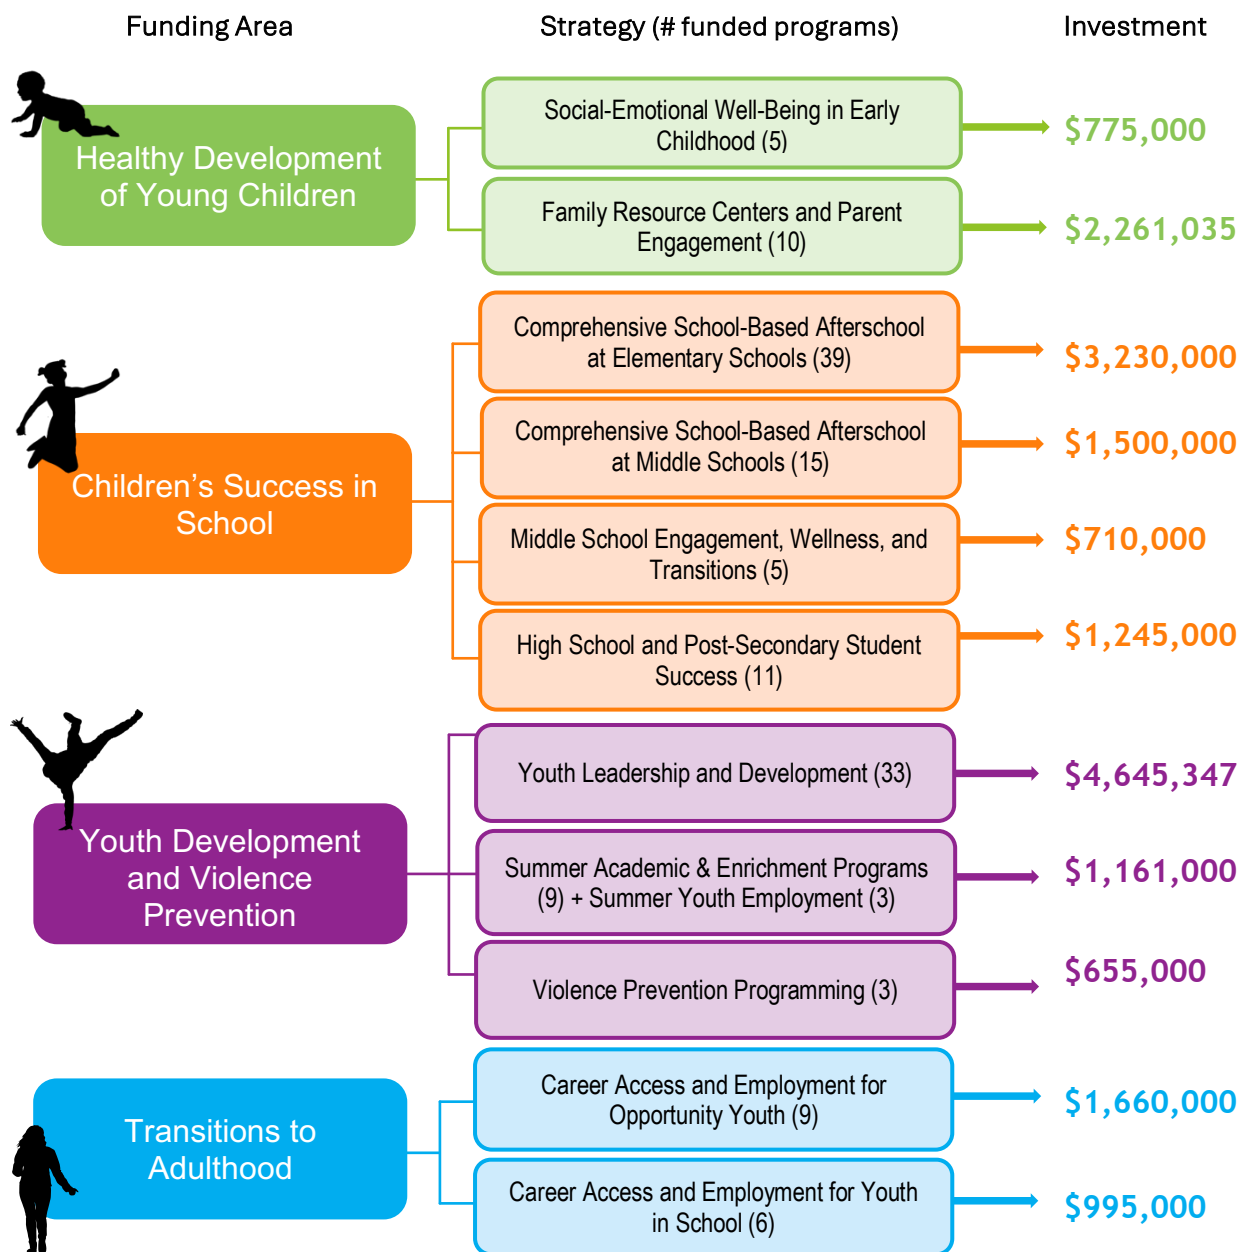 Funding Area
Strategy (# funded programs)
Investment
Healthy Development
of Young Children
Social-Emotional Well-Being in Early
Childhood (5)
$775,000
Family Resource Centers and Parent
Engagement (10)
$2,261,035
Children’s Success in
School
Comprehensive School-Based Afterschool
at Elementary Schools (39)
$3,230,000
Comprehensive School-Based Afterschool
at Middle Schools (15)
$1,500,000
Middle School Engagement, Wellness, and
Transitions (5)
$710,000
High School and Post-Secondary Student
Success (11)
$1,245,000
Youth Development
and Violence
Prevention
Youth Leadership and Development (33)
$4,645,347
Summer Academic & Enrichment Programs
(9) + Summer Youth Employment (3)
$1,161,000
Violence Prevention Programming (3)
$655,000
Transitions to
Adulthood
Career Access and Employment for
Opportunity Youth (9)
$1,660,000
Career Access and Employment for Youth
in School (6)
$995,000